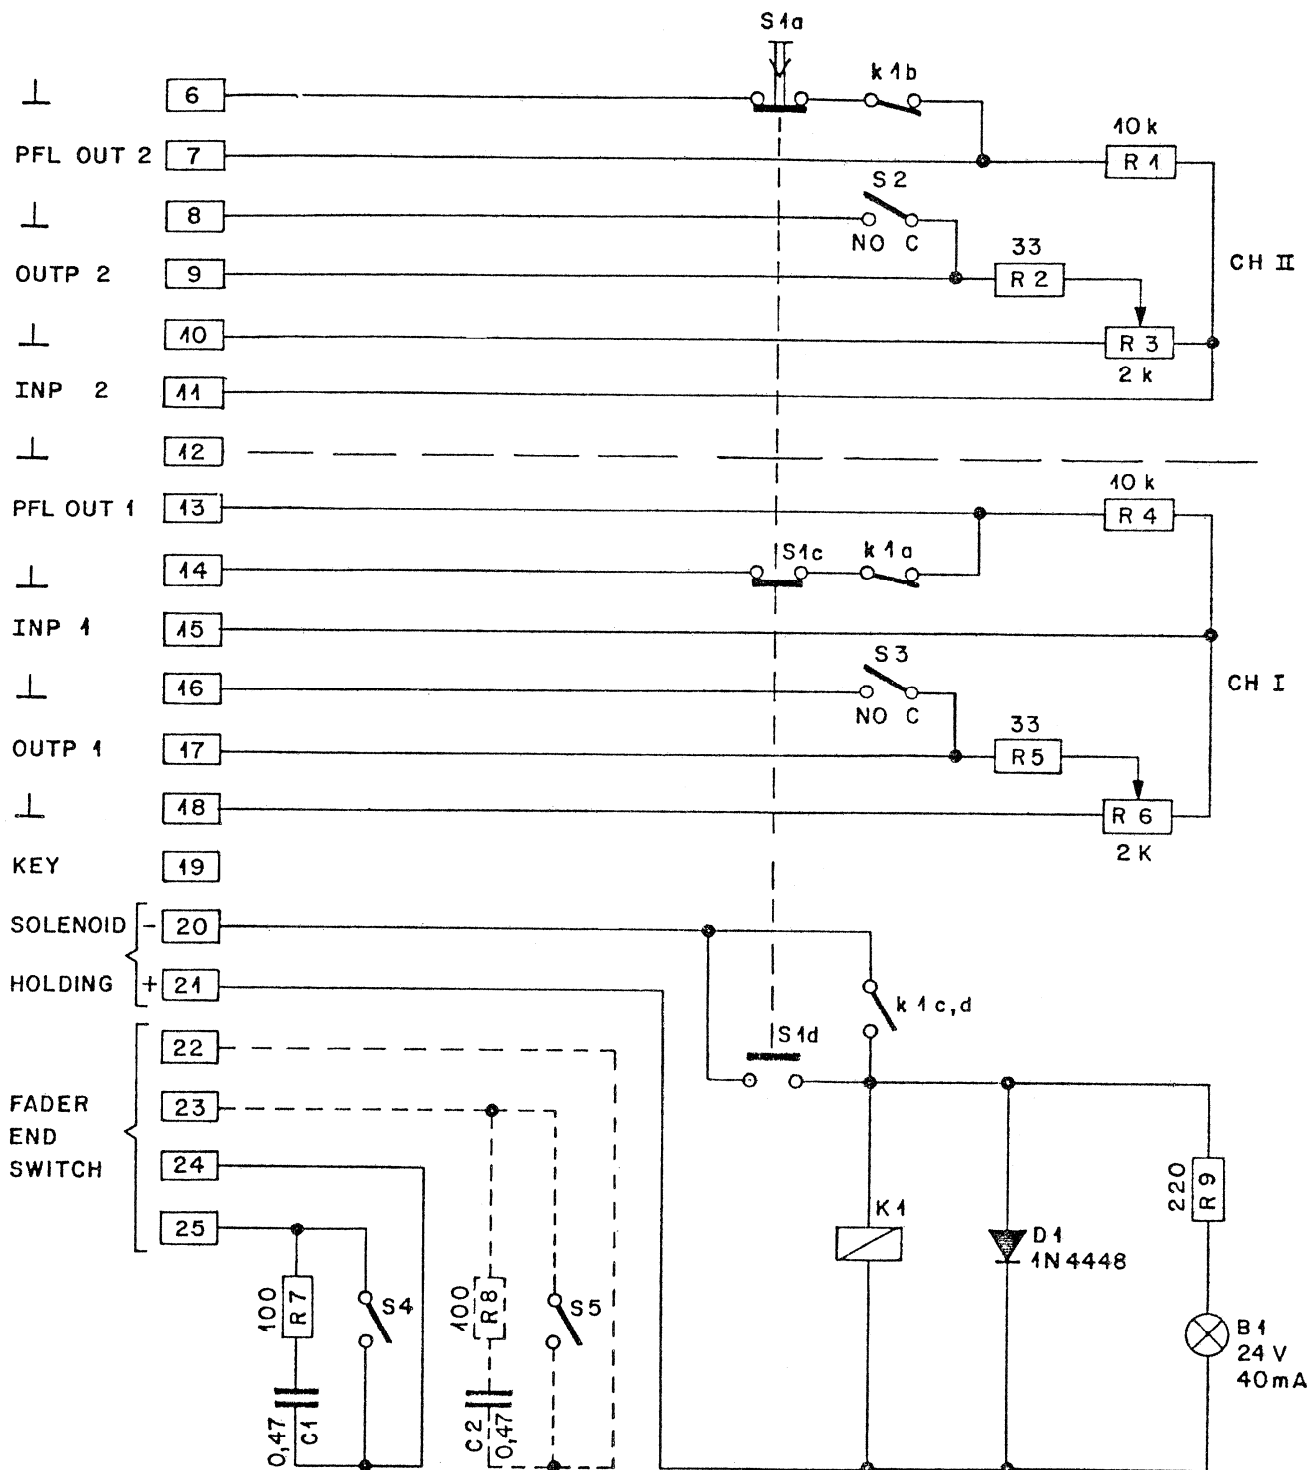 S1a
k1b
⊥ 6
10k
PFL OUT 2 7
R1
S2
⊥ 8
NO C
33
OUTP 2 9
R2
CH II
⊥ 10
R3
2k
INP 2 11
⊥ 12
10k
PFL OUT 1 13
R4
S1c k1a
⊥ 14
INP 1 15
S3
⊥ 16
CH I
NO C
33
OUTP 1 17
R5
⊥ 18
R6
2K
KEY 19
SOLENOID - 20
HOLDING + 21
k1c,d
S1d
22
FADER 23
END
SWITCH 24
25
220
R9
K1
D1
1N4448
100
R7
S4
100
R8
S5
B1
24V
40mA
0,47
C1
C2
0,47